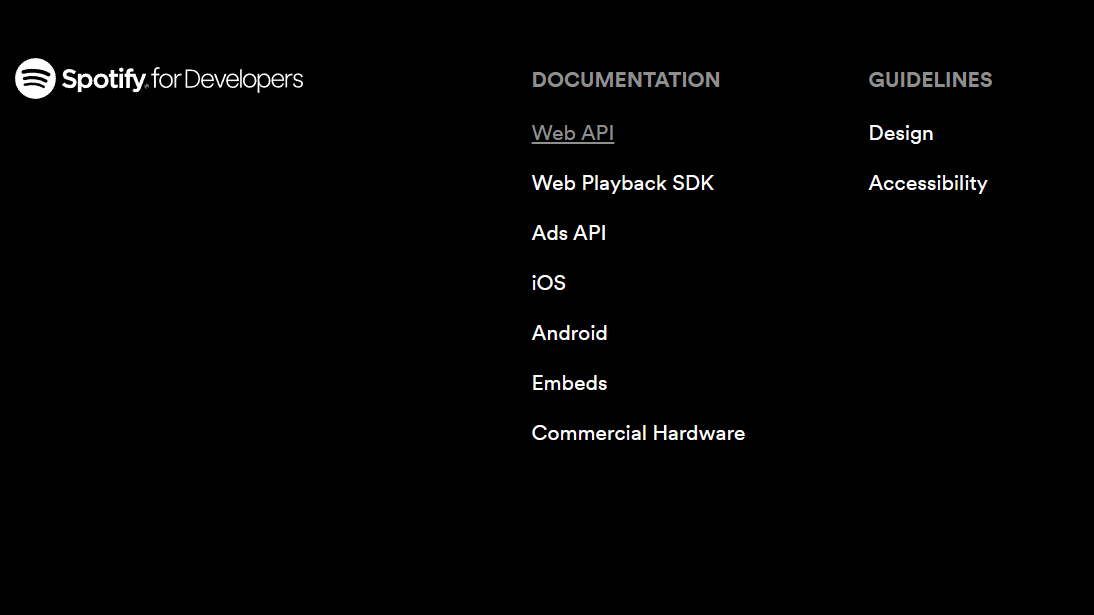 Spotify for Developers
DOCUMENTATION
Web API
Web Playback SDK
Ads API
iOS
Android
Embeds
Commercial Hardware
GUIDELINES
Design
Accessibility